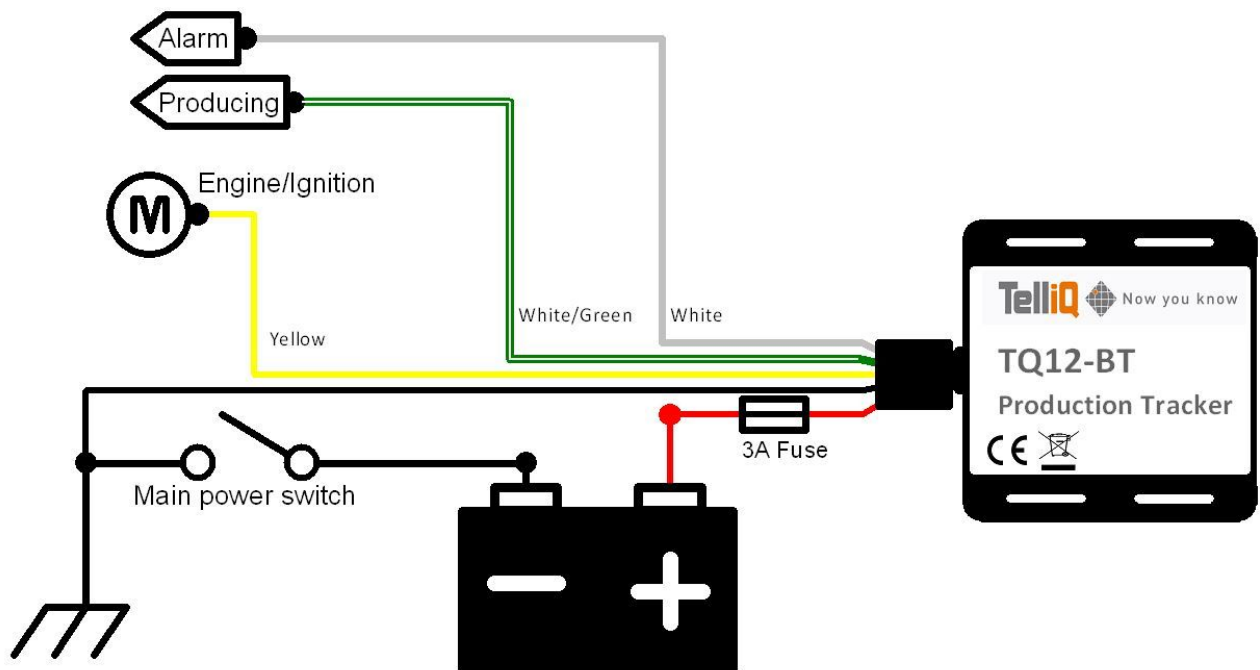 Alarm
Producing
Engine/Ignition
M
White/Green
White
Yellow
TelliQ Now you know
TQ12-BT
Production Tracker
CE
3A Fuse
Main power switch